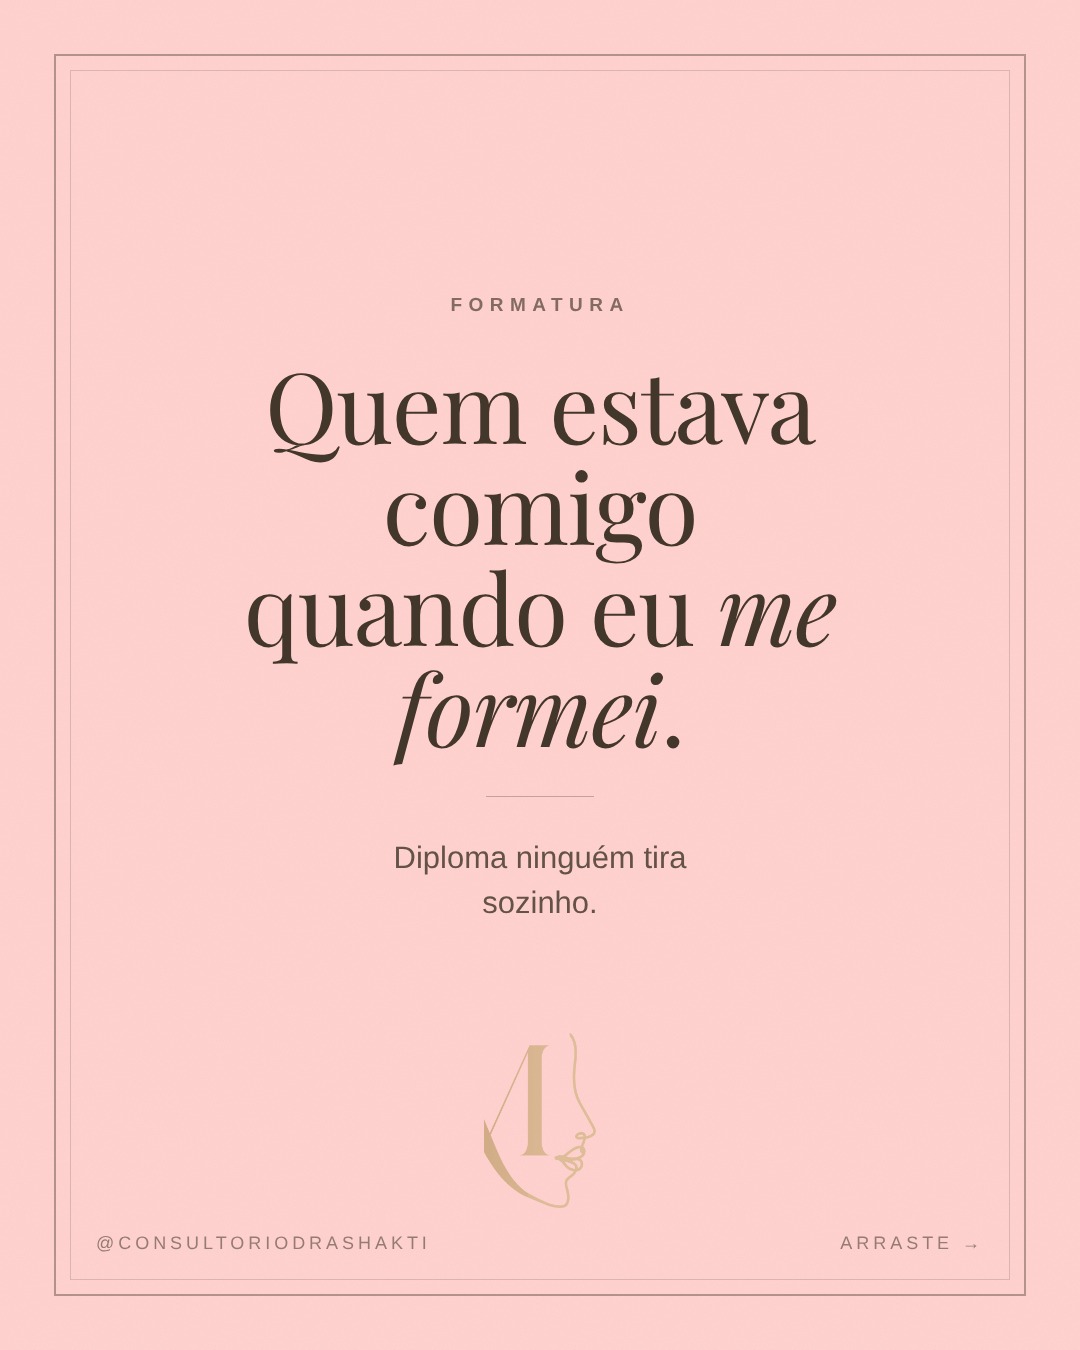 FORMATURA
Quem estava
comigo
quando eu me
formei.
Diploma ninguém tira
sozinho.
@CONSULTORIODRASHAKTI
ARRASTE →